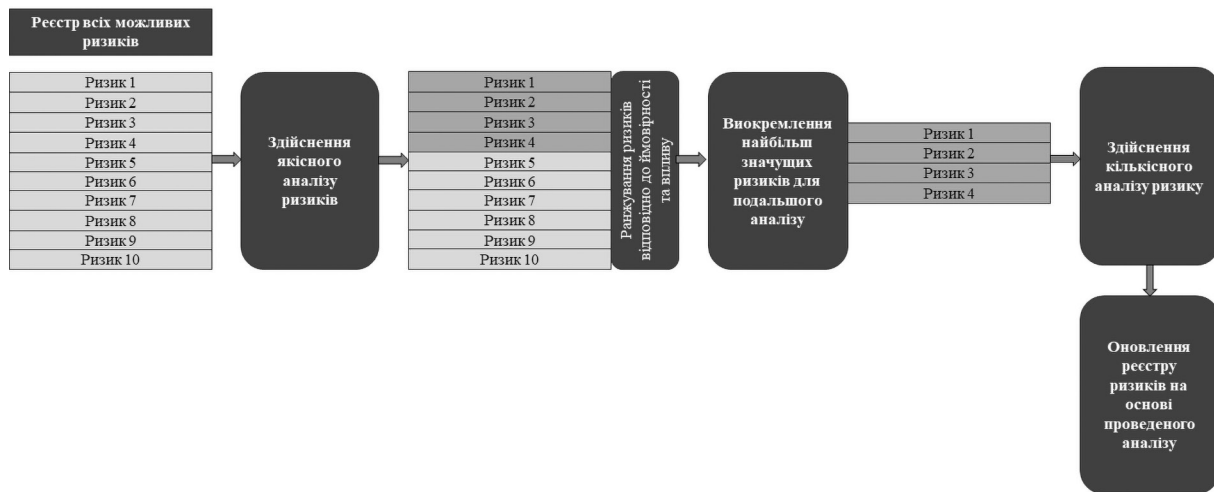 Реєстр всіх можливих
ризиків
Ризик 1
Ризик 2
Ризик 3
Ризик 4
Ризик 5
Ризик 6
Ризик 7
Ризик 8
Ризик 9
Ризик 10
Здійснення
якісного
аналізу
ризиків
Ризик 1
Ризик 2
Ризик 3
Ризик 4
Ризик 5
Ризик 6
Ризик 7
Ризик 8
Ризик 9
Ризик 10
Ранжування ризиків
відповідно до ймовірності
та впливу
Виокремлення
найбільш
значущих
ризиків для
подальшого
аналізу
Ризик 1
Ризик 2
Ризик 3
Ризик 4
Здійснення
кількісного
аналізу ризику
Оновлення
реєстру
ризиків на
основі
проведеного
аналізу